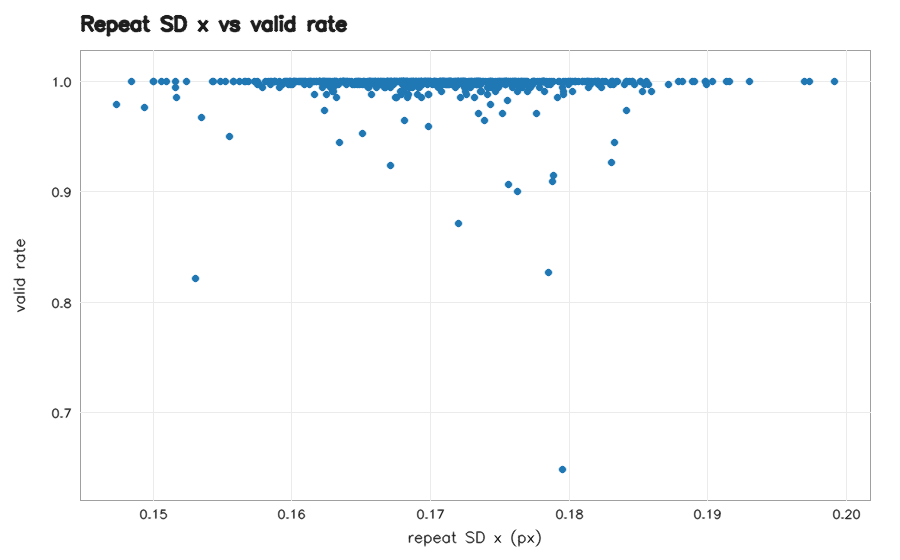 Repeat SD x vs valid rate
1.0
0.9
0.8
0.7
valid rate
0.15 0.16 0.17 0.18 0.19 0.20
repeat SD x (px)